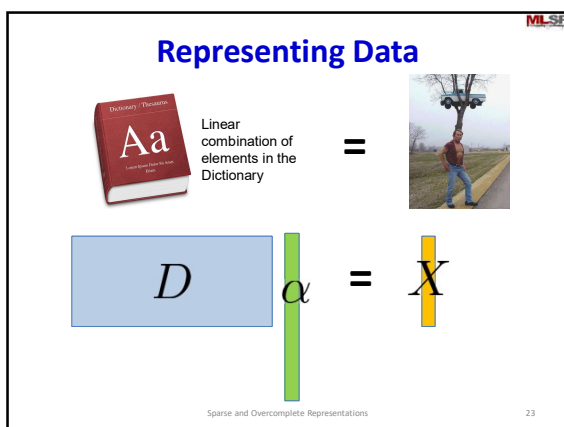 MLSP
Representing Data
Dictionary / Thesaurus
Aa
Linear
combination of
elements in the
Dictionary
=
D
α
=
X
Sparse and Overcomplete Representations
23